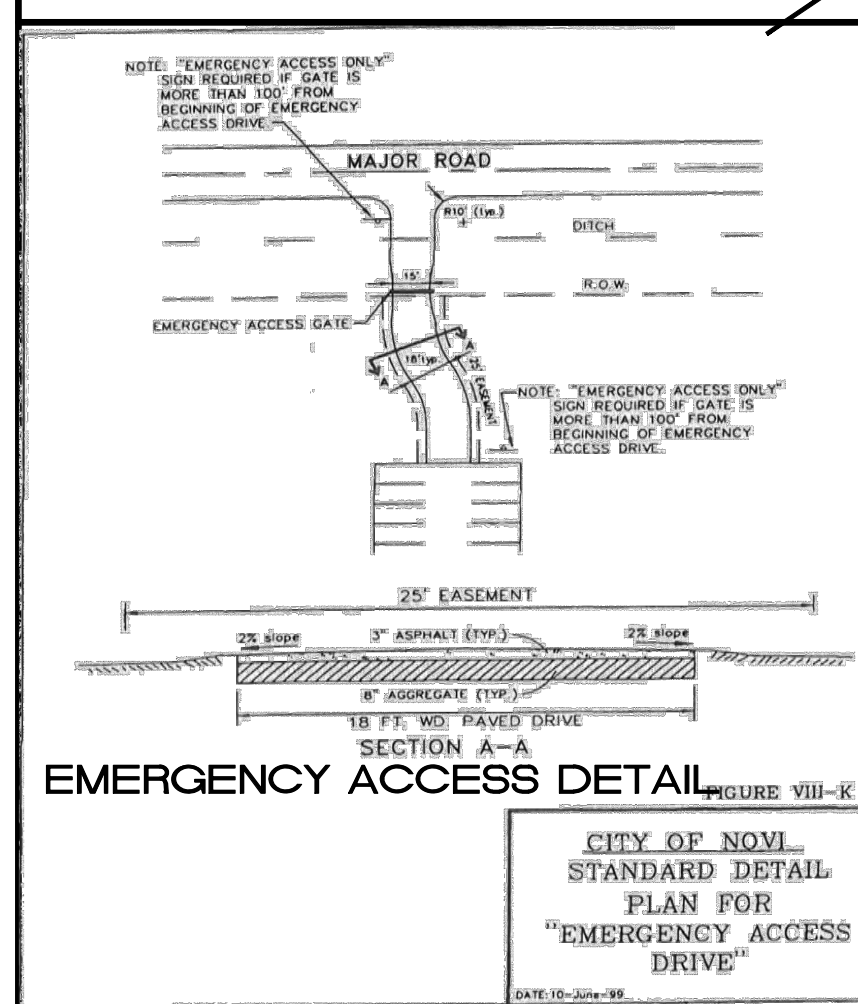 NOTE: "EMERGENCY ACCESS ONLY"
SIGN REQUIRED IF GATE IS
MORE THAN 100' FROM
BEGINNING OF EMERGENCY
ACCESS DRIVE
MAJOR ROAD
R10' (typ.)
DITCH
15'
R.O.W.
EMERGENCY ACCESS GATE
A
18'typ.
A
25' EASEMENT
NOTE: "EMERGENCY ACCESS ONLY"
SIGN REQUIRED IF GATE IS
MORE THAN 100' FROM
BEGINNING OF EMERGENCY
ACCESS DRIVE.
25' EASEMENT
2% slope
3" ASPHALT (TYP.)
2% slope
8" AGGREGATE (TYP.)
18 FT. WD. PAVED DRIVE
SECTION A-A
EMERGENCY ACCESS DETAIL
FIGURE VIII-K
CITY OF NOVI
STANDARD DETAIL
PLAN FOR
"EMERGENCY ACCESS
DRIVE"
DATE: 10-June-99